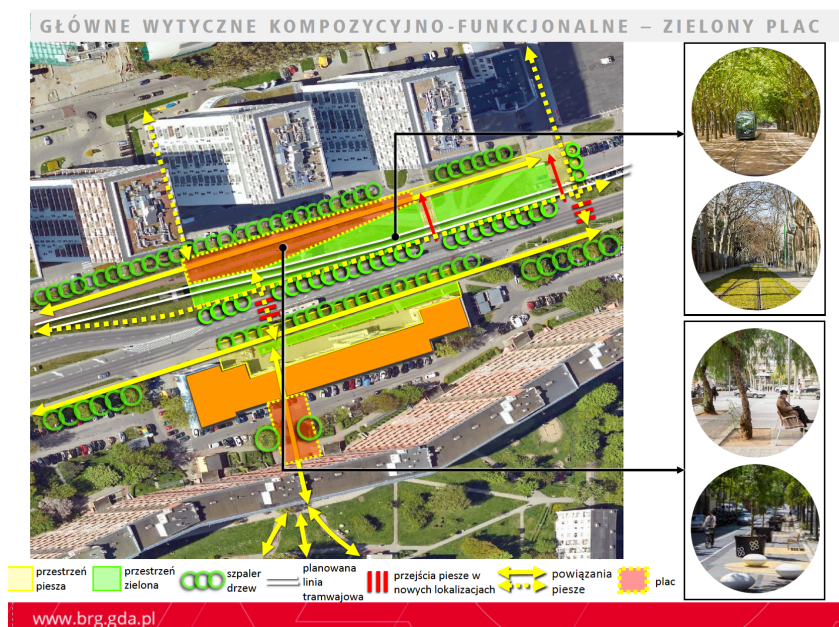 GŁÓWNE WYTYCZNE KOMPOZYCYJNO-FUNKCJONALNE – ZIELONY PLAC
przestrzeń
piesza
przestrzeń
zielona
szpaler
drzew
planowana
linia
tramwajowa
przejścia piesze w
nowych lokalizacjach
powiązania
piesze
plac
www.brg.gda.pl